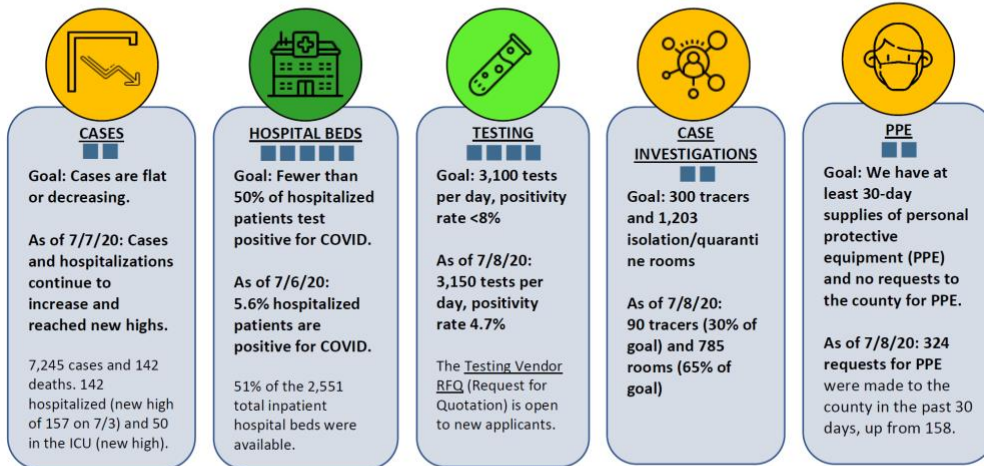 CASES
Goal: Cases are flat
or decreasing.
As of 7/7/20: Cases
and hospitalizations
continue to
increase and
reached new highs.
7,245 cases and 142
deaths. 142
hospitalized (new high
of 157 on 7/3) and 50
in the ICU (new high).
HOSPITAL BEDS
Goal: Fewer than
50% of hospitalized
patients test
positive for COVID.
As of 7/6/20:
5.6% hospitalized
patients are
positive for COVID.
51% of the 2,551
total inpatient
hospital beds were
available.
TESTING
Goal: 3,100 tests
per day, positivity
rate <8%
As of 7/8/20:
3,150 tests per
day, positivity
rate 4.7%
The Testing Vendor
RFQ (Request for
Quotation) is open
to new applicants.
CASE
INVESTIGATIONS
Goal: 300 tracers
and 1,203
isolation/quaranti
ne rooms
As of 7/8/20:
90 tracers (30% of
goal) and 785
rooms (65% of
goal)
PPE
Goal: We have at
least 30-day
supplies of personal
protective
equipment (PPE)
and no requests to
the county for PPE.
As of 7/8/20: 324
requests for PPE
were made to the
county in the past 30
days, up from 158.